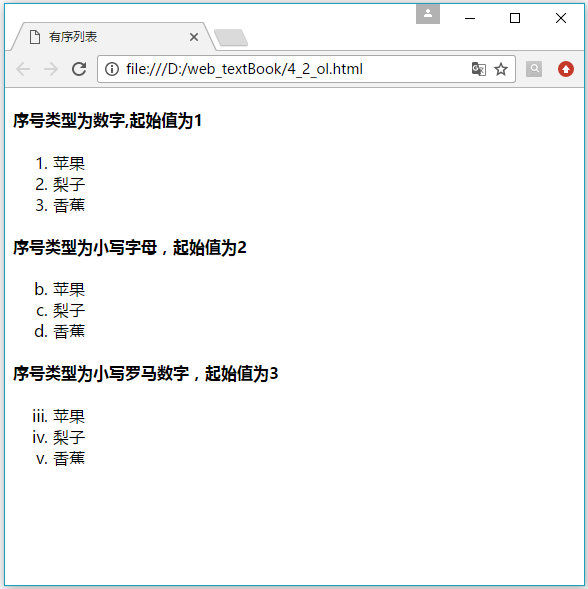 有序列表
file:///D:/web_textBook/4_2_ol.html
序号类型为数字,起始值为1
1. 苹果
2. 梨子
3. 香蕉
序号类型为小写字母，起始值为2
b. 苹果
c. 梨子
d. 香蕉
序号类型为小写罗马数字，起始值为3
iii. 苹果
iv. 梨子
v. 香蕉